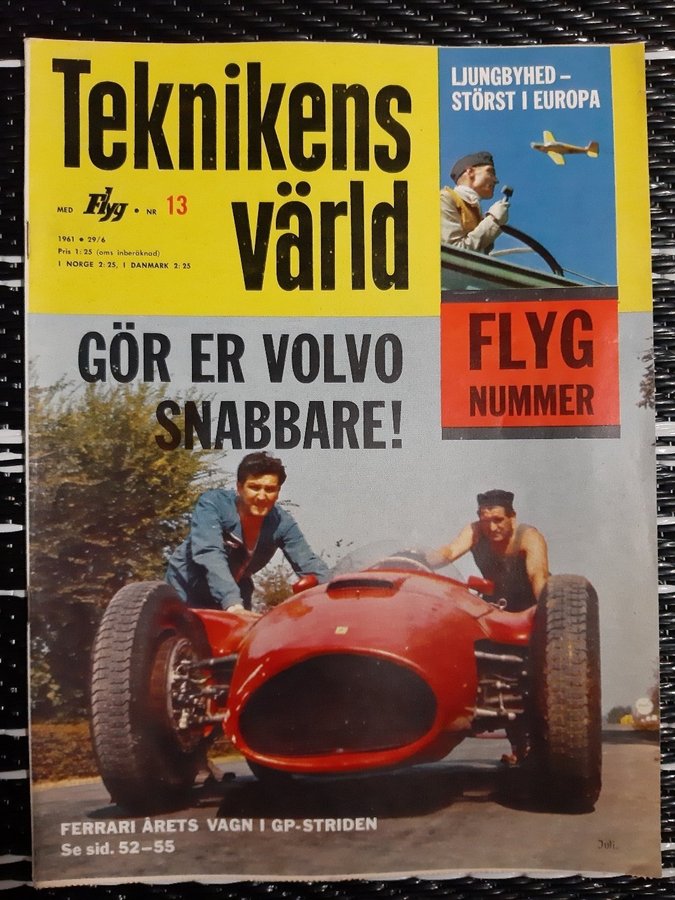 Teknikens
värld
MED Flyg • NR 13
1961 • 29/6
Pris 1:25 (oms inberäknad)
I NORGE 2:25, I DANMARK 2:25
LJUNGBYHED –
STÖRST I EUROPA
FLYG
NUMMER
GÖR ER VOLVO
SNABBARE!
FERRARI ÅRETS VAGN I GP-STRIDEN
Se sid. 52–55